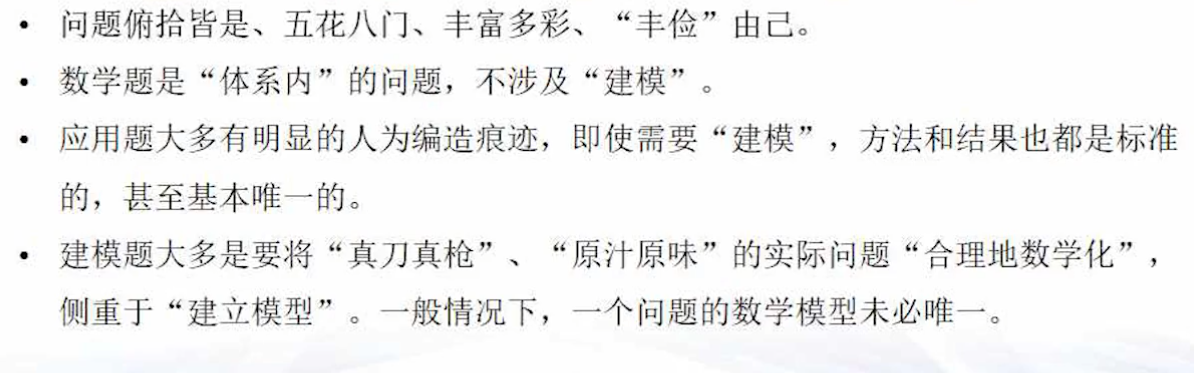 • 问题俯拾皆是、五花八门、丰富多彩、“丰俭”由己。
• 数学题是“体系内”的问题，不涉及“建模”。
• 应用题大多有明显的人为编造痕迹，即使需要“建模”，方法和结果也都是标准
的，甚至基本唯一的。
• 建模题大多是要将“真刀真枪”、“原汁原味”的实际问题“合理地数学化”，
侧重于“建立模型”。一般情况下，一个问题的数学模型未必唯一。